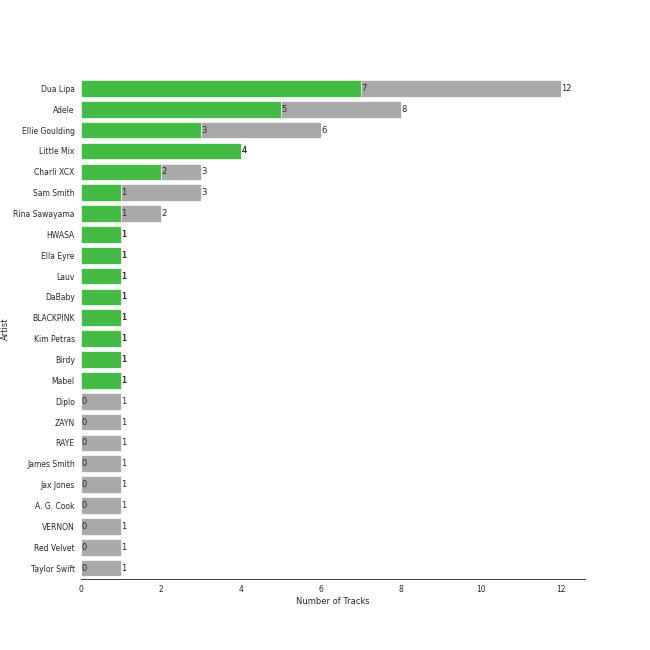 Dua Lipa 7 12
Adele 5 8
Ellie Goulding 3 6
Little Mix 4
Charli XCX 2 3
Sam Smith 1 3
Rina Sawayama 1 2
HWASA 1
Ella Eyre 1
Lauv 1
DaBaby 1
BLACKPINK 1
Kim Petras 1
Birdy 1
Mabel 1
Diplo 0 1
ZAYN 0 1
RAYE 0 1
James Smith 0 1
Jax Jones 0 1
A. G. Cook 0 1
VERNON 0 1
Red Velvet 0 1
Taylor Swift 0 1
Artist
0 2 4 6 8 10 12
Number of Tracks